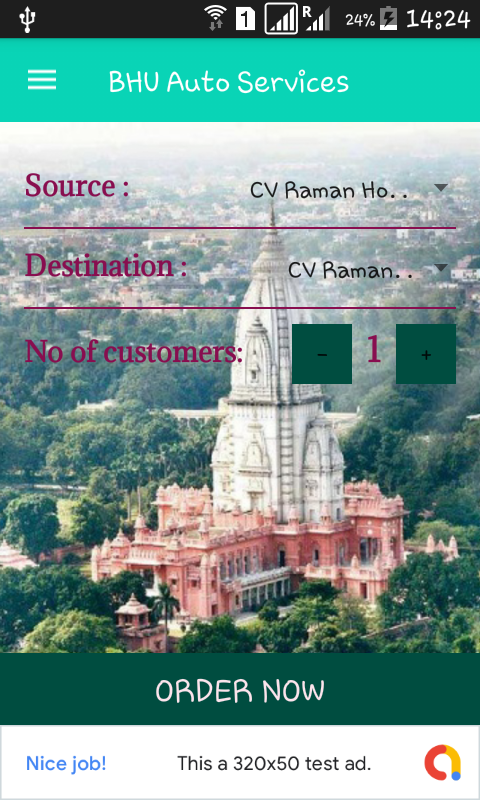 1 R 24% 14:24
BHU Auto Services
Source : CV Raman Ho. .
Destination : CV Raman. .
No of customers: - 1 +
ORDER NOW
Nice job! This a 320x50 test ad.